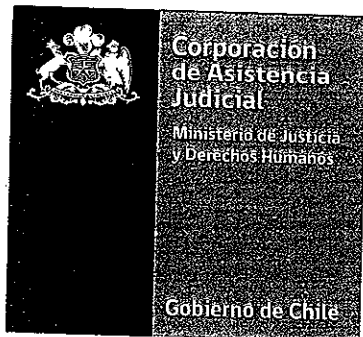 Corporación
de Asistencia
Judicial
Ministerio de Justicia
y Derechos Humanos
Gobierno de Chile